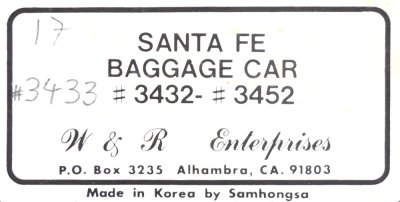 17
SANTA FE
BAGGAGE CAR
#3433 # 3432- # 3452
W & R Enterprises
P.O. Box 3235 Alhambra, CA. 91803
Made in Korea by Samhongsa